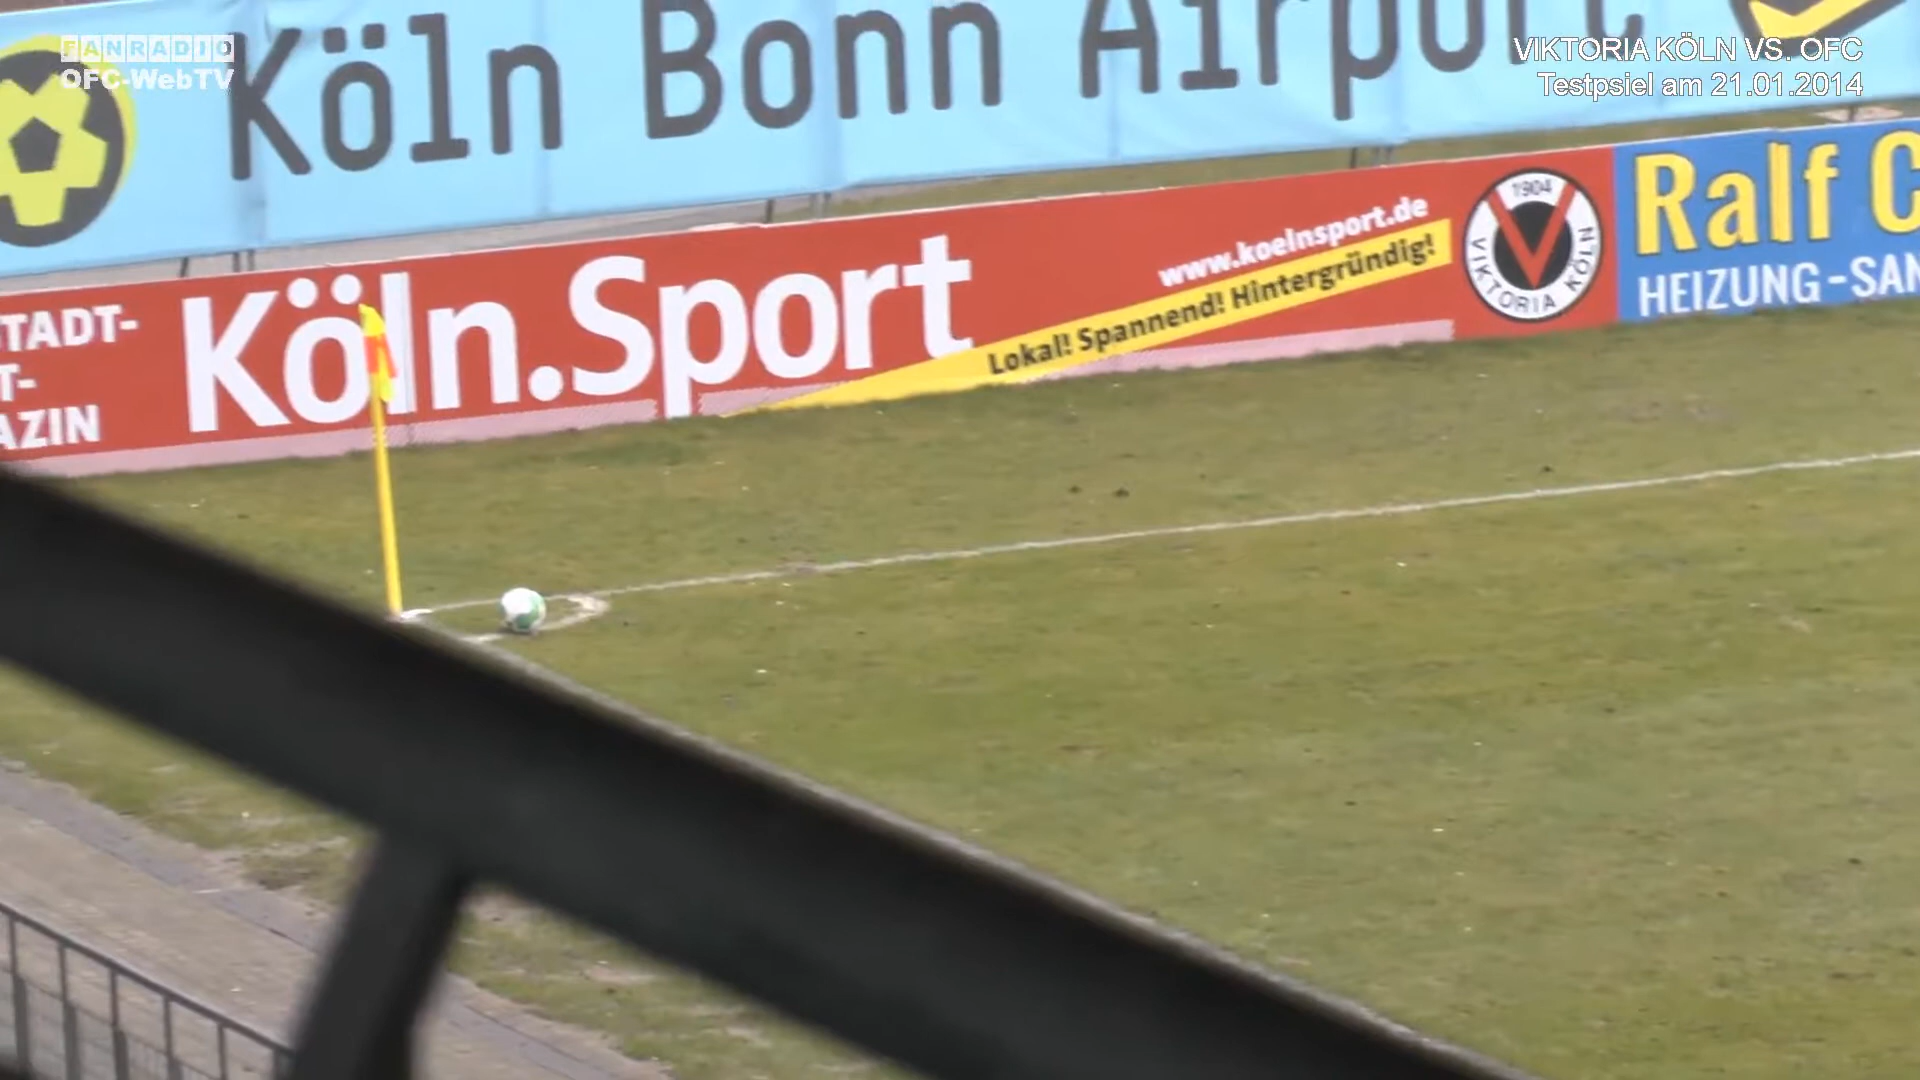 FANRADIO
OFC-WebTV
VIKTORIA KÖLN VS. OFC
Testpsiel am 21.01.2014
Köln Bonn Airport
STADT-
T-
AZIN
Köln.Sport
www.koelnsport.de
Lokal! Spannend! Hintergründig!
1904
VIKTORIA KÖLN
Ralf C
HEIZUNG-SAN